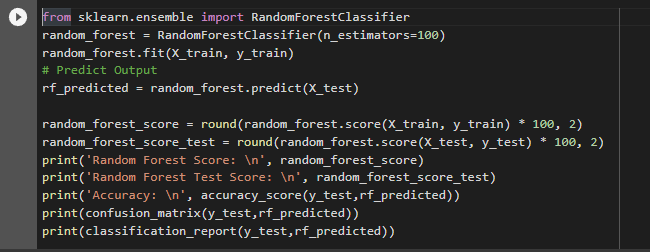 from sklearn.ensemble import RandomForestClassifier
random_forest = RandomForestClassifier(n_estimators=100)
random_forest.fit(X_train, y_train)
# Predict Output
rf_predicted = random_forest.predict(X_test)

random_forest_score = round(random_forest.score(X_train, y_train) * 100, 2)
random_forest_score_test = round(random_forest.score(X_test, y_test) * 100, 2)
print('Random Forest Score: \n', random_forest_score)
print('Random Forest Test Score: \n', random_forest_score_test)
print('Accuracy: \n', accuracy_score(y_test,rf_predicted))
print(confusion_matrix(y_test,rf_predicted))
print(classification_report(y_test,rf_predicted))